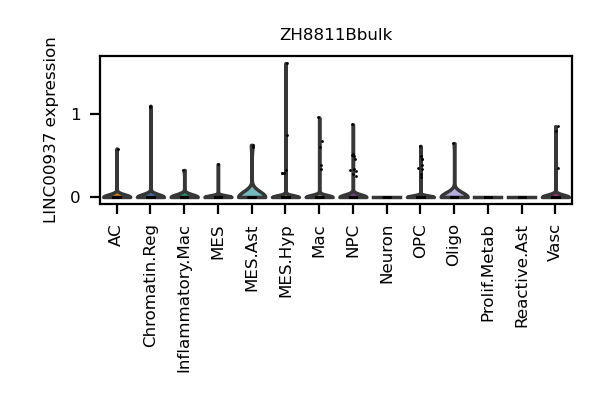 ZH8811Bbulk
LINC00937 expression
1
0
AC
Chromatin.Reg
Inflammatory.Mac
MES
MES.Ast
MES.Hyp
Mac
NPC
Neuron
OPC
Oligo
Prolif.Metab
Reactive.Ast
Vasc